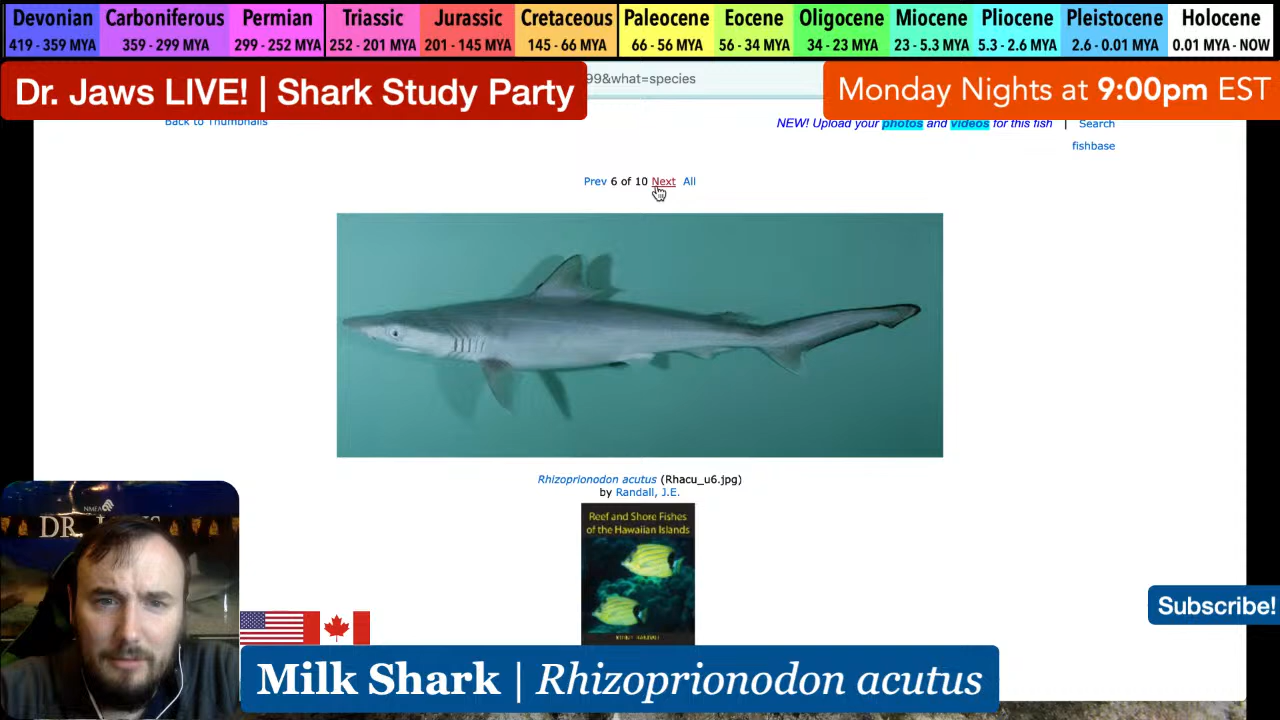 Devonian Carboniferous Permian Triassic Jurassic Cretaceous Paleocene Eocene Oligocene Miocene Pliocene Pleistocene Holocene
419 - 359 MYA 359 - 299 MYA 299 - 252 MYA 252 - 201 MYA 201 - 145 MYA 145 - 66 MYA 66 - 56 MYA 56 - 34 MYA 34 - 23 MYA 23 - 5.3 MYA 5.3 - 2.6 MYA 2.6 - 0.01 MYA 0.01 MYA - NOW
Dr. Jaws LIVE! | Shark Study Party
99&what=species
Monday Nights at 9:00pm EST
Back to Thumbnails
NEW! Upload your photos and videos for this fish | Search
fishbase
Prev 6 of 10 Next All
Rhizoprionodon acutus (Rhacu_u6.jpg)
by Randall, J.E.
Reef and Shore Fishes
of the Hawaiian Islands
NMEA
DR. JAWS
Subscribe!
Milk Shark | Rhizoprionodon acutus